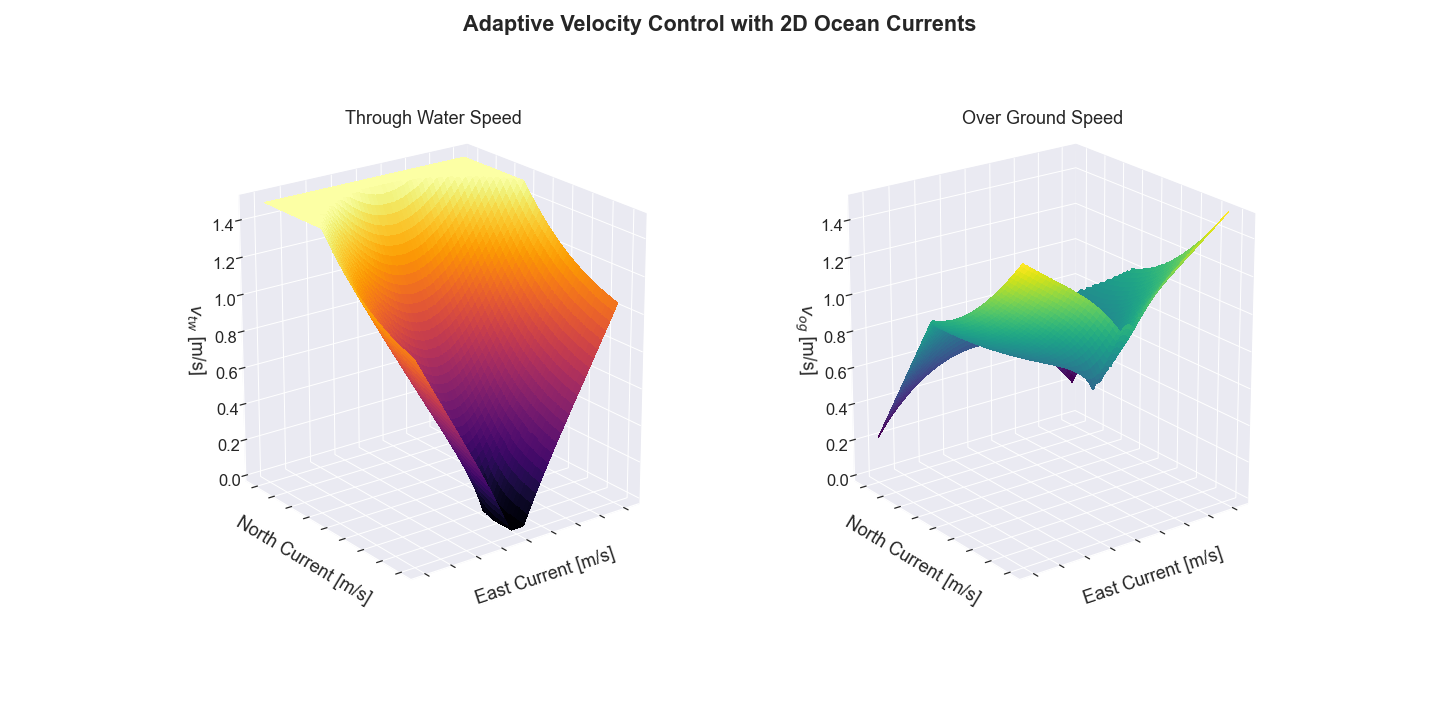 Adaptive Velocity Control with 2D Ocean Currents
Through Water Speed
1.4
1.2
1.0
0.8
0.6
0.4
0.2
0.0
v_tw [m/s]
North Current [m/s]
East Current [m/s]
Over Ground Speed
1.4
1.2
1.0
0.8
0.6
0.4
0.2
0.0
v_og [m/s]
North Current [m/s]
East Current [m/s]